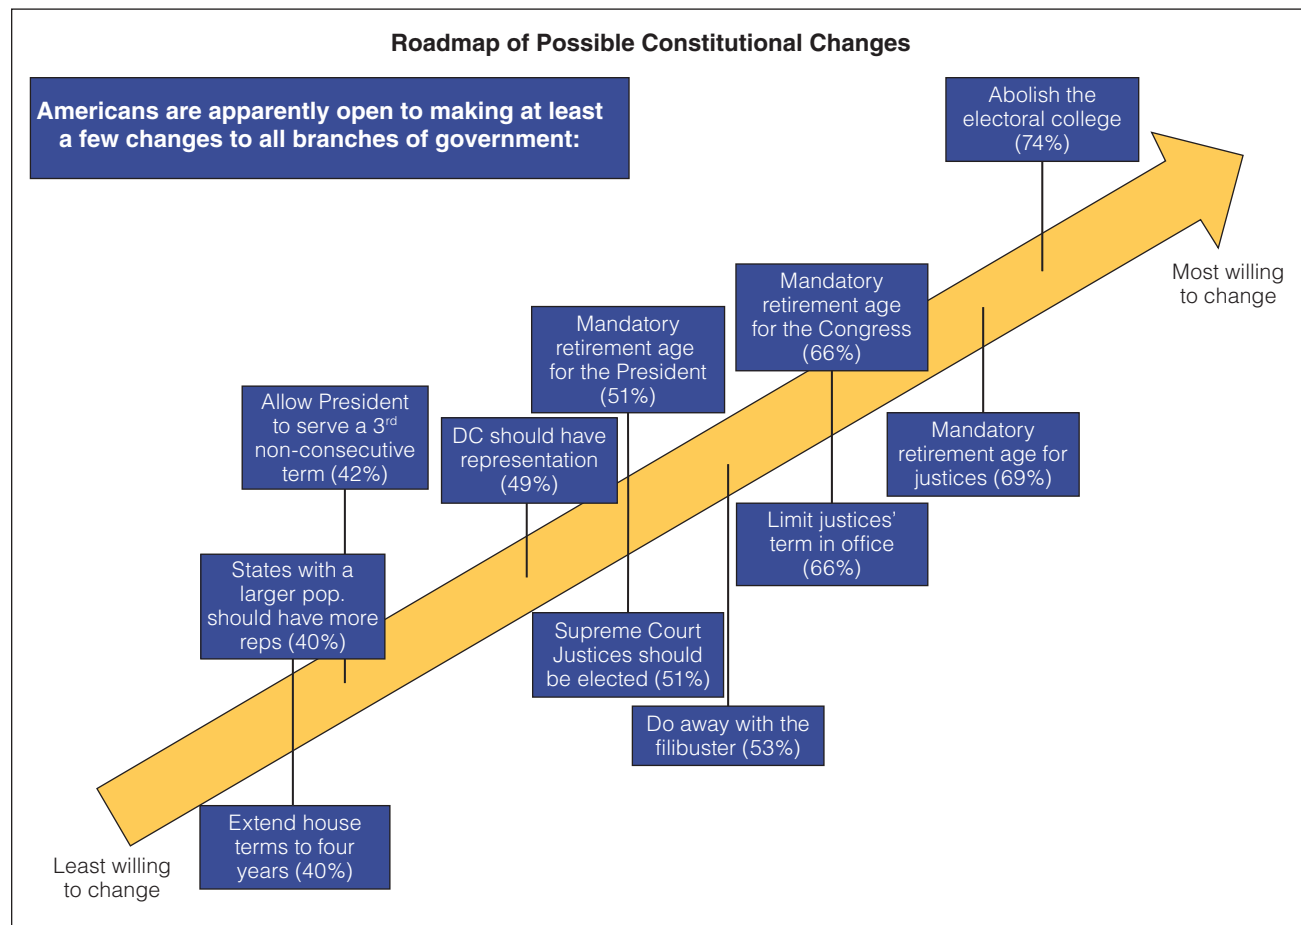 Roadmap of Possible Constitutional Changes
Americans are apparently open to making at least
a few changes to all branches of government:
Abolish the
electoral college
(74%)
Most willing
to change
Mandatory
retirement age
for the Congress
(66%)
Mandatory
retirement age
for the President
(51%)
Allow President
to serve a 3rd
non-consecutive
term (42%)
DC should have
representation
(49%)
Mandatory
retirement age for
justices (69%)
Limit justices'
term in office
(66%)
States with a
larger pop.
should have more
reps (40%)
Supreme Court
Justices should
be elected (51%)
Do away with the
filibuster (53%)
Extend house
terms to four
years (40%)
Least willing
to change